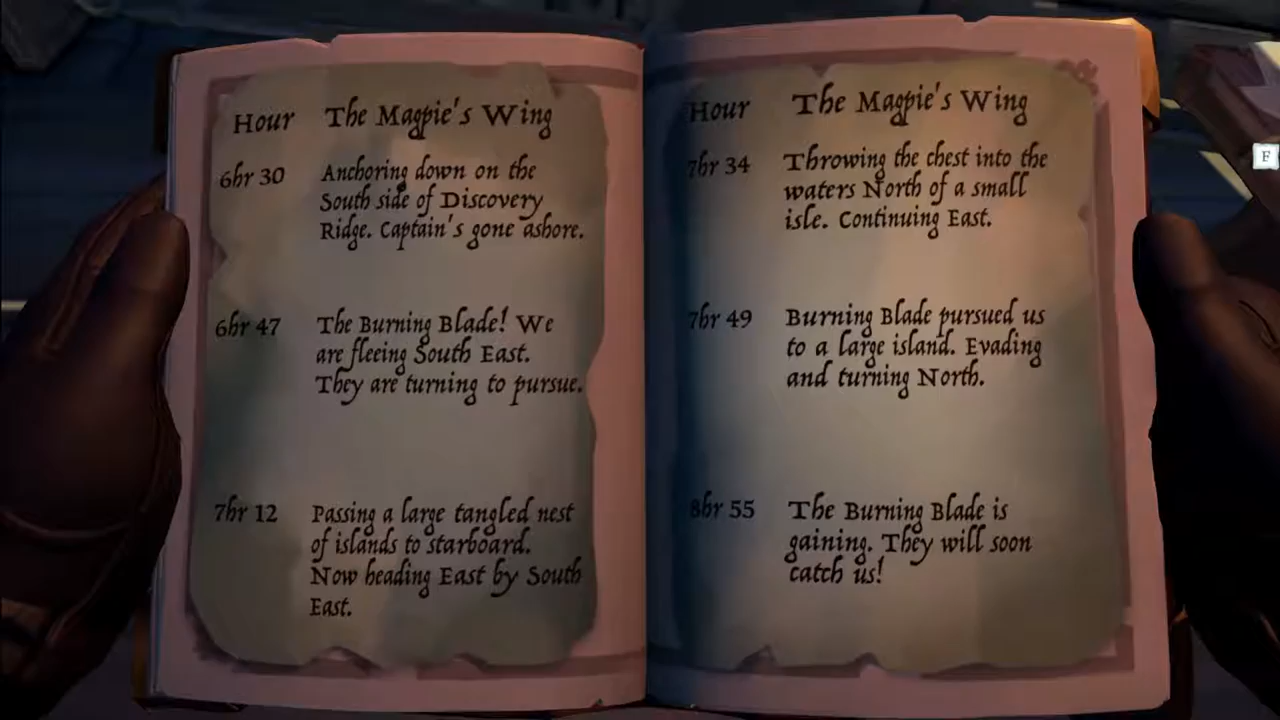 Hour The Magpie's Wing
6hr 30 Anchoring down on the
South side of Discovery
Ridge. Captain's gone ashore.
6hr 47 The Burning Blade! We
are fleeing South East.
They are turning to pursue.
7hr 12 Passing a large tangled nest
of islands to starboard.
Now heading East by South
East.
Hour The Magpie's Wing
7hr 34 Throwing the chest into the
waters North of a small
isle. Continuing East.
7hr 49 Burning Blade pursued us
to a large island. Evading
and turning North.
8hr 55 The Burning Blade is
gaining. They will soon
catch us!
F